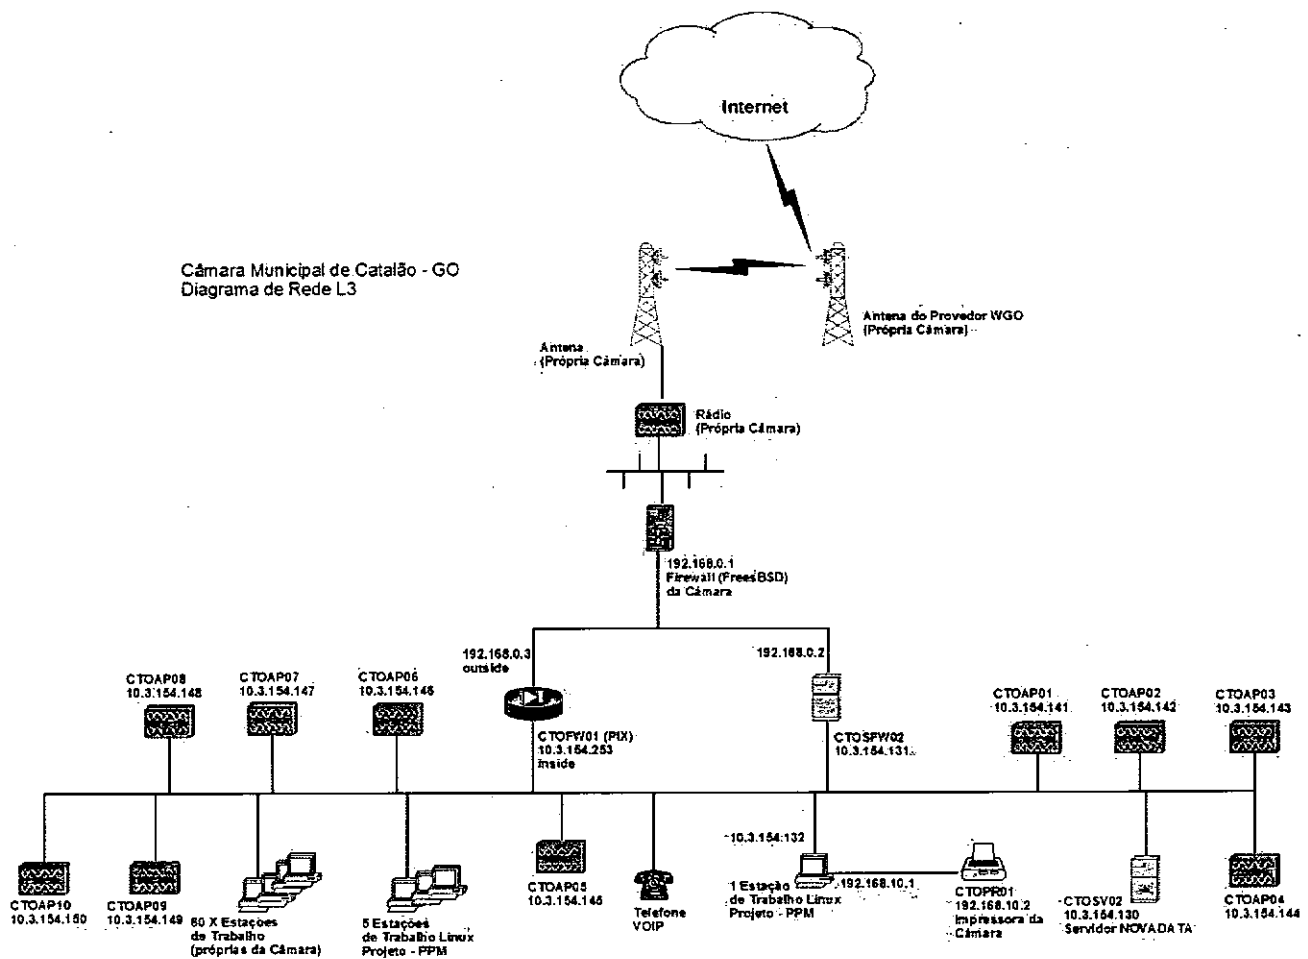 Internet
Câmara Municipal de Catalão - GO
Diagrama de Rede L3
Antena do Provedor WGO
(Própria Câmara)
Antena
(Própria Câmara)
Rádio
(Própria Câmara)
192.168.0.1
Firewall (FreesBSD)
da Câmara
192.168.0.3
outside
192.168.0.2
CTOAP08
10.3.154.148
CTOAP07
10.3.154.147
CTOAP06
10.3.154.146
CTOFW01 (PIX)
10.3.154.253
inside
CTOSFW02
10.3.154.131
CTOAP01
10.3.154.141
CTOAP02
10.3.154.142
CTOAP03
10.3.154.143
CTOAP10
10.3.154.150
CTOAP09
10.3.154.149
60 X Estações
de Trabalho
(próprias da Câmara)
5 Estações
de Trabalho Linux
Projeto - PPM
CTOAP05
10.3.154.145
Telefone
VOIP
10.3.154.132
1 Estação
de Trabalho Linux
Projeto - PPM
192.168.10.1
CTOPR01
192.168.10.2
Impressora da
Câmara
CTOSV02
10.3.154.130
Servidor NOVADATA
CTOAP04
10.3.154.144